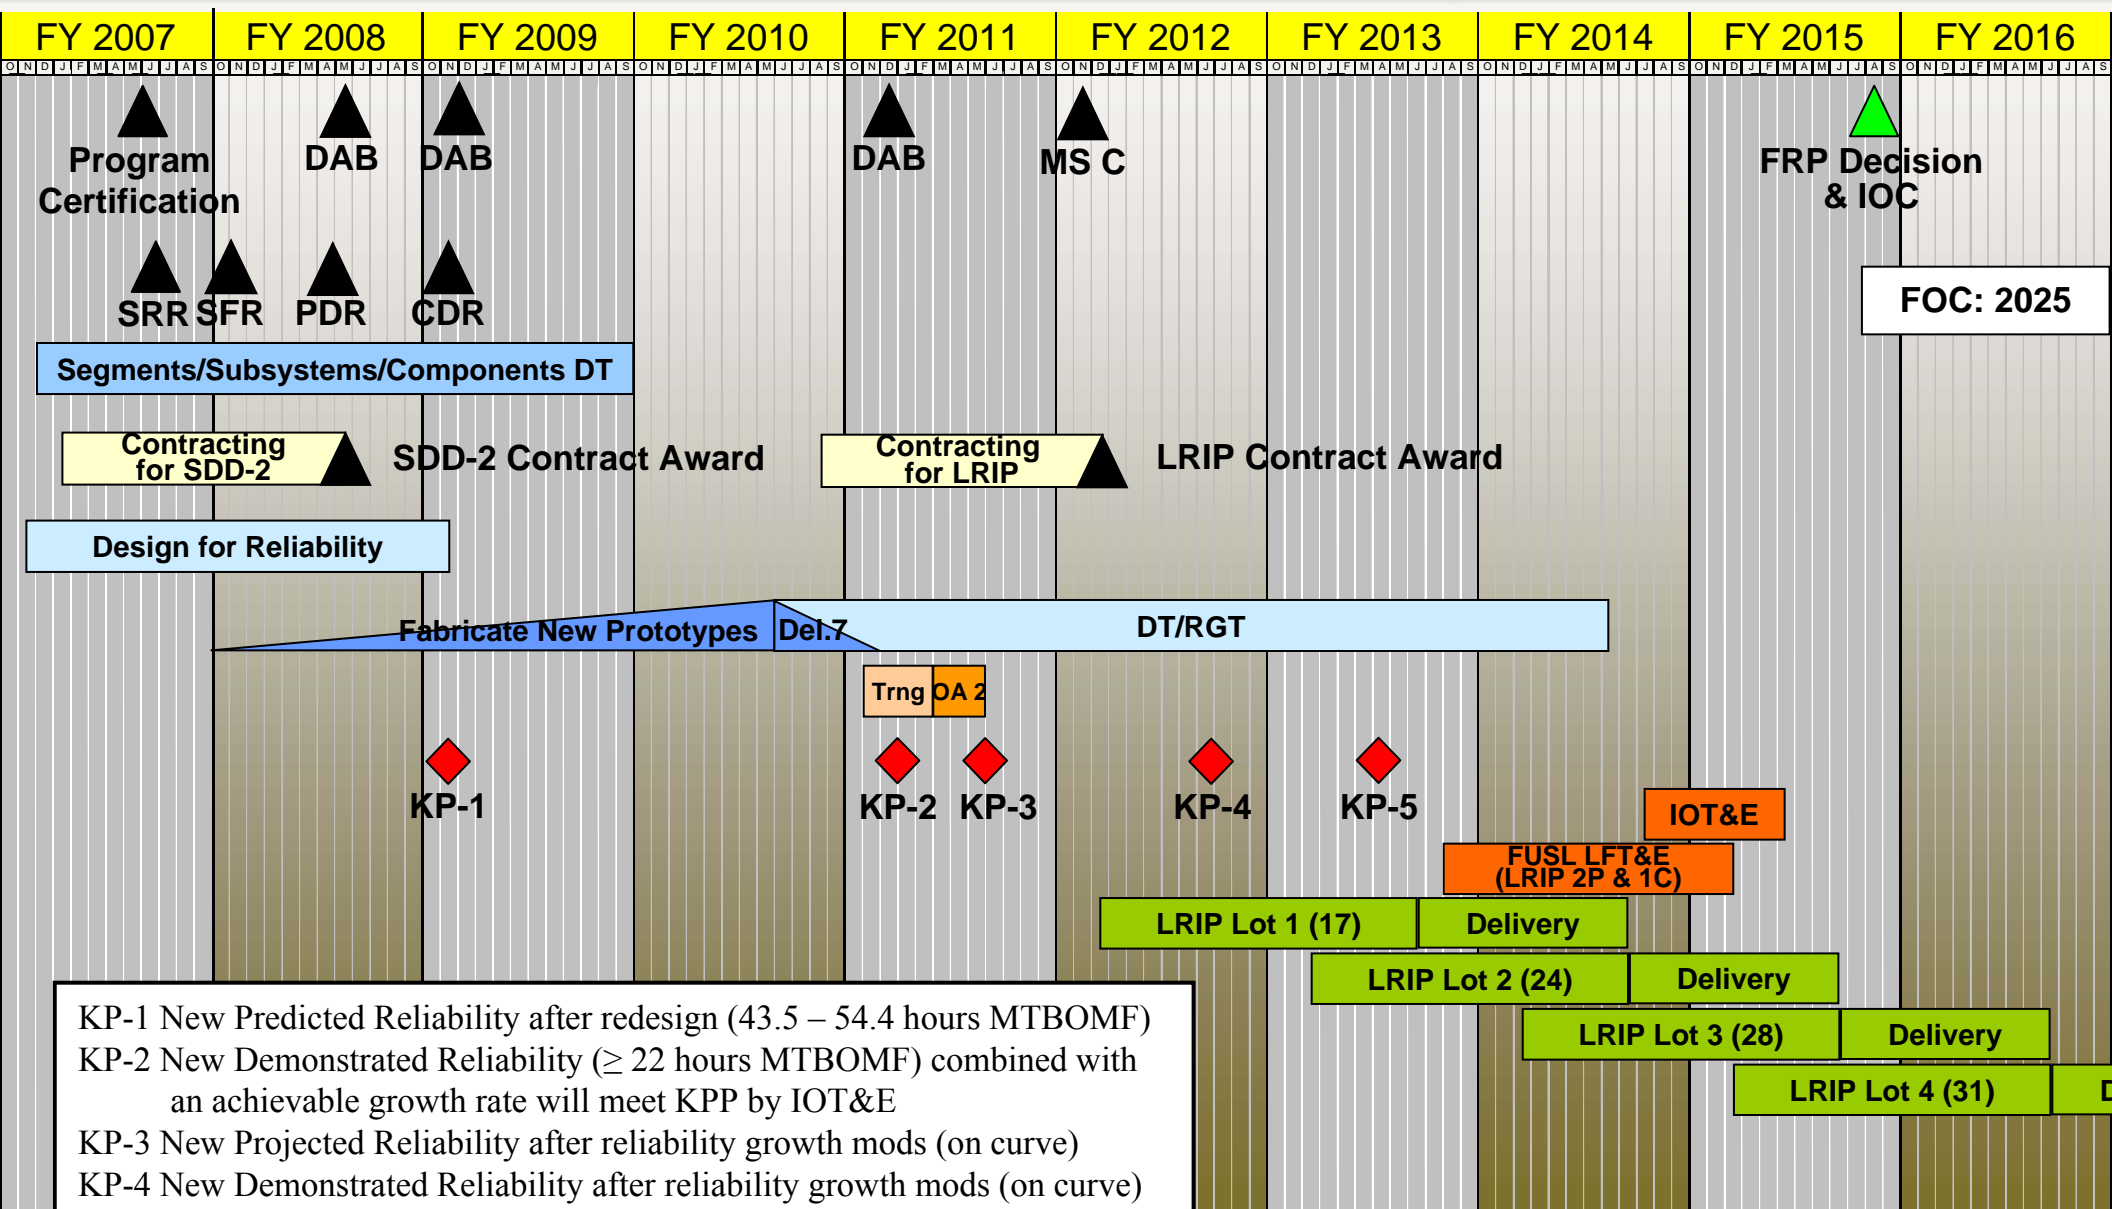 FY 2007 FY 2008 FY 2009 FY 2010 FY 2011 FY 2012 FY 2013 FY 2014 FY 2015 FY 2016
O N D J F M A M J J A S O N D J F M A M J J A S O N D J F M A M J J A S O N D J F M A M J J A S O N D J F M A M J J A S O N D J F M A M J J A S O N D J F M A M J J A S O N D J F M A M J J A S O N D J F M A M J J A S O N D J F M A M J J A S
Program
Certification
DAB
DAB
DAB
MS C
FRP Decision
& IOC
SRR
SFR
PDR
CDR
FOC: 2025
Segments/Subsystems/Components DT
Contracting
for SDD-2
SDD-2 Contract Award
Contracting
for LRIP
LRIP Contract Award
Design for Reliability
Fabricate New Prototypes
Del.7
DT/RGT
Trng
OA 2
KP-1
KP-2
KP-3
KP-4
KP-5
IOT&E
FUSL LFT&E
(LRIP 2P & 1C)
LRIP Lot 1 (17)
Delivery
LRIP Lot 2 (24)
Delivery
LRIP Lot 3 (28)
Delivery
LRIP Lot 4 (31)
D
KP-1 New Predicted Reliability after redesign (43.5 – 54.4 hours MTBOMF)
KP-2 New Demonstrated Reliability (≥ 22 hours MTBOMF) combined with
an achievable growth rate will meet KPP by IOT&E
KP-3 New Projected Reliability after reliability growth mods (on curve)
KP-4 New Demonstrated Reliability after reliability growth mods (on curve)